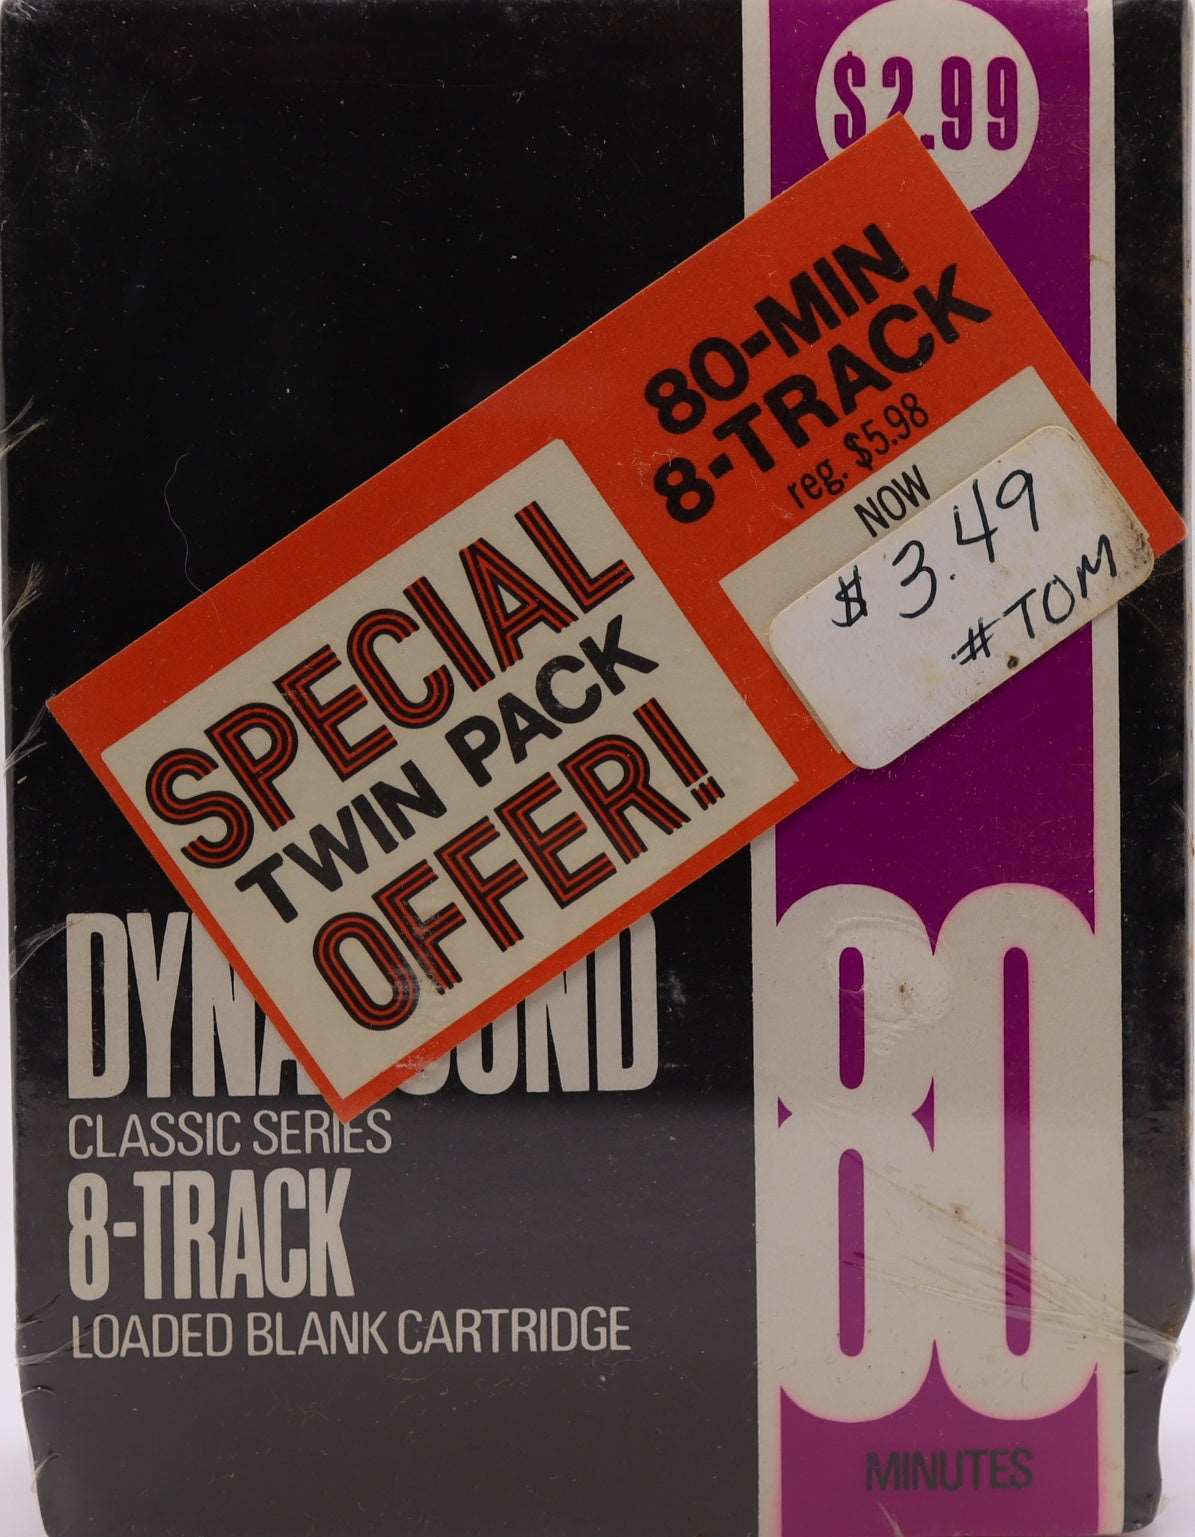 $2.99
80-MIN
8-TRACK
reg. $5.98
NOW
$3.49
#TOM
SPECIAL
TWIN PACK
OFFER!
CLASSIC SERIES
8-TRACK
LOADED BLANK CARTRIDGE
80
MINUTES